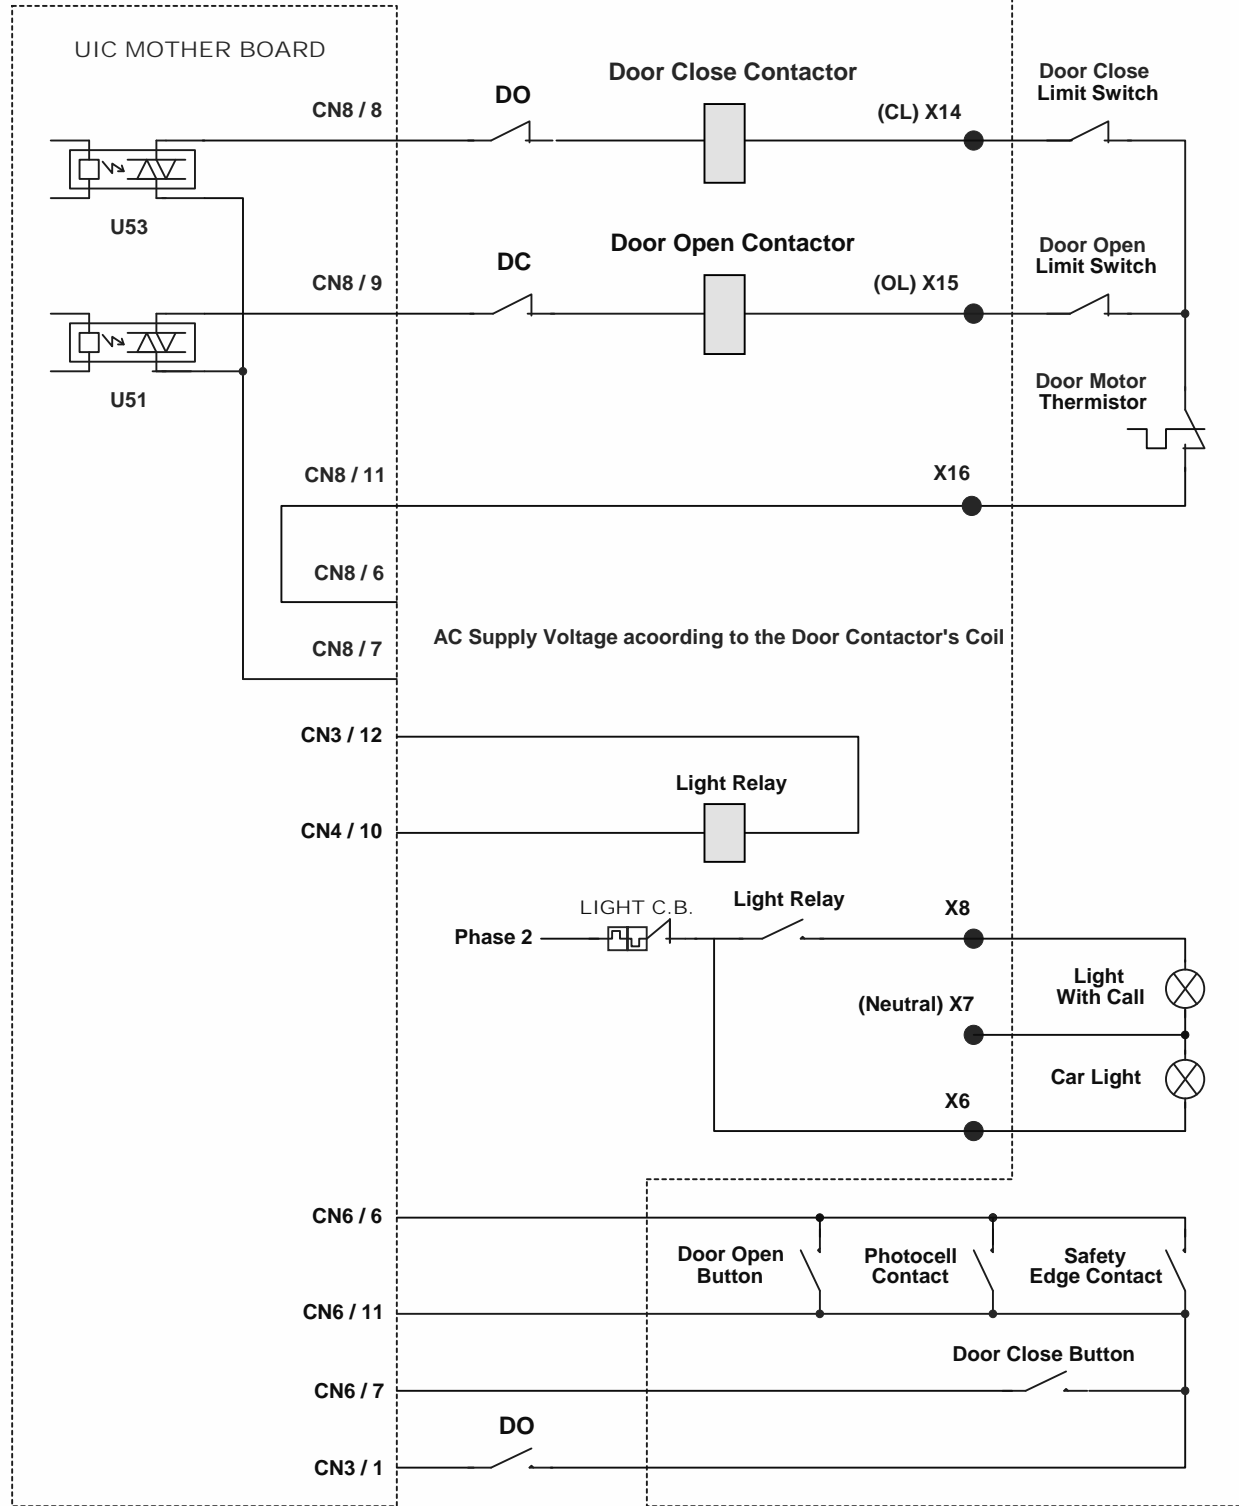 UIC MOTHER BOARD
CN8 / 8
DO
Door Close Contactor
(CL) X14
Door Close
Limit Switch
U53
CN8 / 9
DC
Door Open Contactor
(OL) X15
Door Open
Limit Switch
U51
Door Motor
Thermistor
CN8 / 11
X16
CN8 / 6
CN8 / 7
AC Supply Voltage acoording to the Door Contactor's Coil
CN3 / 12
Light Relay
CN4 / 10
Phase 2
LIGHT C.B.
Light Relay
X8
Light
With Call
(Neutral) X7
Car Light
X6
CN6 / 6
Door Open
Button
Photocell
Contact
Safety
Edge Contact
CN6 / 11
Door Close Button
CN6 / 7
DO
CN3 / 1